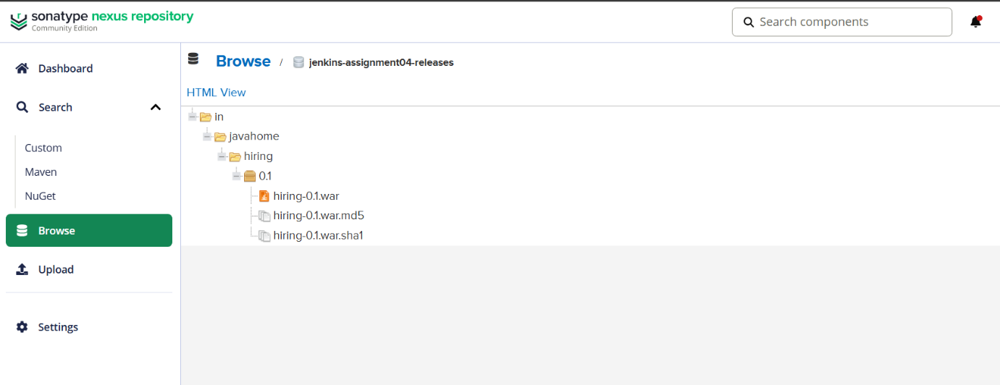 sonatype nexus repository
Community Edition
Search components
Dashboard
Search
Custom
Maven
NuGet
Browse
Upload
Settings
Browse / jenkins-assignment04-releases
HTML View
in
javahome
hiring
0.1
hiring-0.1.war
hiring-0.1.war.md5
hiring-0.1.war.sha1